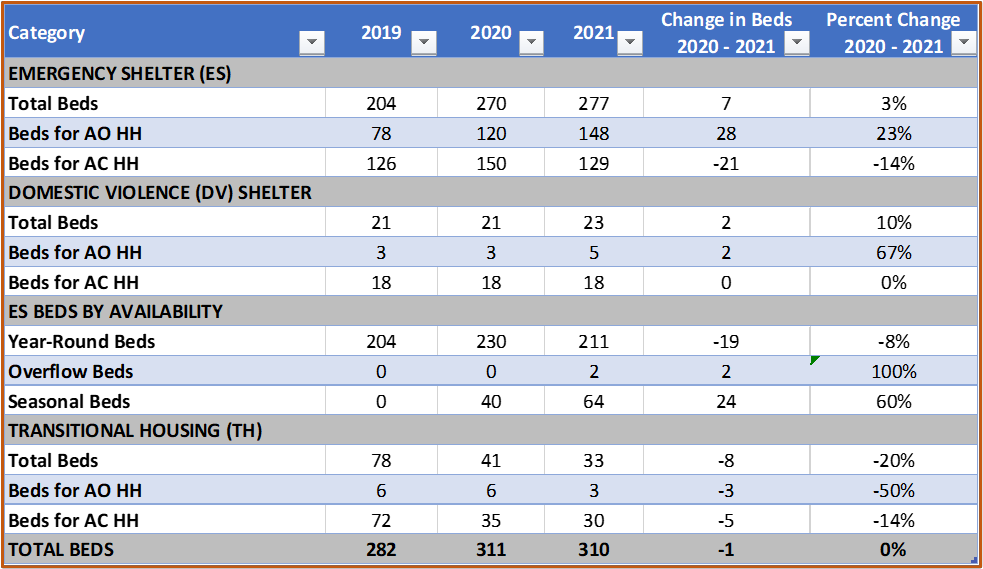 Category 2019 2020 2021 Change in Beds 2020 - 2021 Percent Change 2020 - 2021
EMERGENCY SHELTER (ES)
Total Beds 204 270 277 7 3%
Beds for AO HH 78 120 148 28 23%
Beds for AC HH 126 150 129 -21 -14%
DOMESTIC VIOLENCE (DV) SHELTER
Total Beds 21 21 23 2 10%
Beds for AO HH 3 3 5 2 67%
Beds for AC HH 18 18 18 0 0%
ES BEDS BY AVAILABILITY
Year-Round Beds 204 230 211 -19 -8%
Overflow Beds 0 0 2 2 100%
Seasonal Beds 0 40 64 24 60%
TRANSITIONAL HOUSING (TH)
Total Beds 78 41 33 -8 -20%
Beds for AO HH 6 6 3 -3 -50%
Beds for AC HH 72 35 30 -5 -14%
TOTAL BEDS 282 311 310 -1 0%